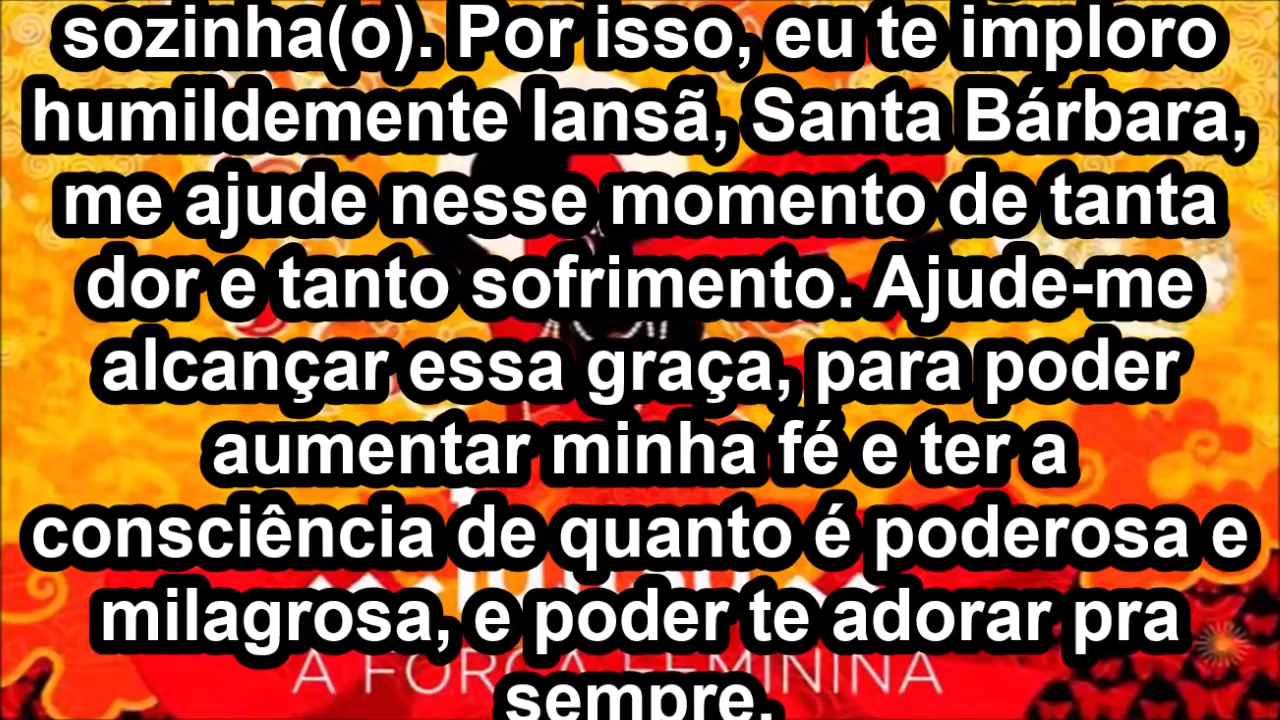 sozinha(o). Por isso, eu te imploro
humildemente Iansã, Santa Bárbara,
me ajude nesse momento de tanta
dor e tanto sofrimento. Ajude-me
alcançar essa graça, para poder
aumentar minha fé e ter a
consciência de quanto é poderosa e
milagrosa, e poder te adorar pra
A FORÇA FEMININA
sempre.